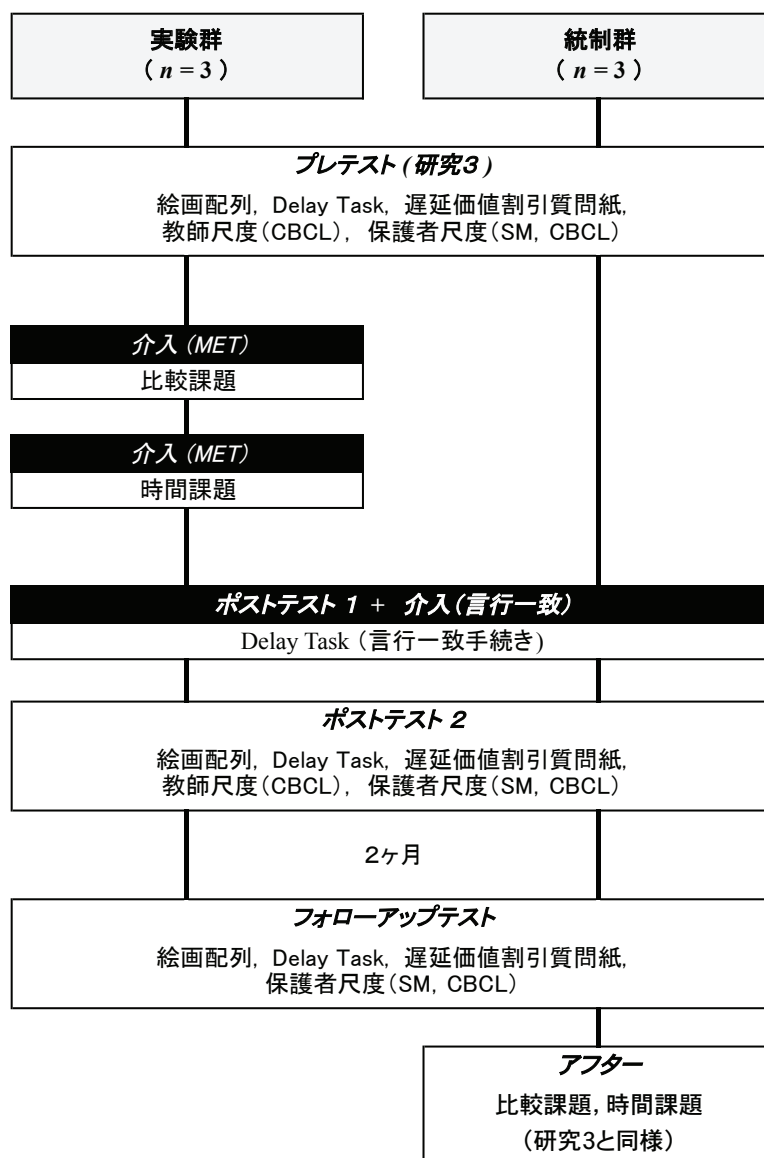 実験群
( n = 3 )
統制群
( n = 3 )
プレテスト (研究3)
絵画配列, Delay Task, 遅延価値割引質問紙,
教師尺度(CBCL), 保護者尺度(SM, CBCL)
介入 (MET)
比較課題
介入 (MET)
時間課題
ポストテスト 1 + 介入(言行一致)
Delay Task (言行一致手続き)
ポストテスト 2
絵画配列, Delay Task, 遅延価値割引質問紙,
教師尺度(CBCL), 保護者尺度(SM, CBCL)
2ヶ月
フォローアップテスト
絵画配列, Delay Task, 遅延価値割引質問紙,
保護者尺度(SM, CBCL)
アフター
比較課題, 時間課題
(研究3と同様)